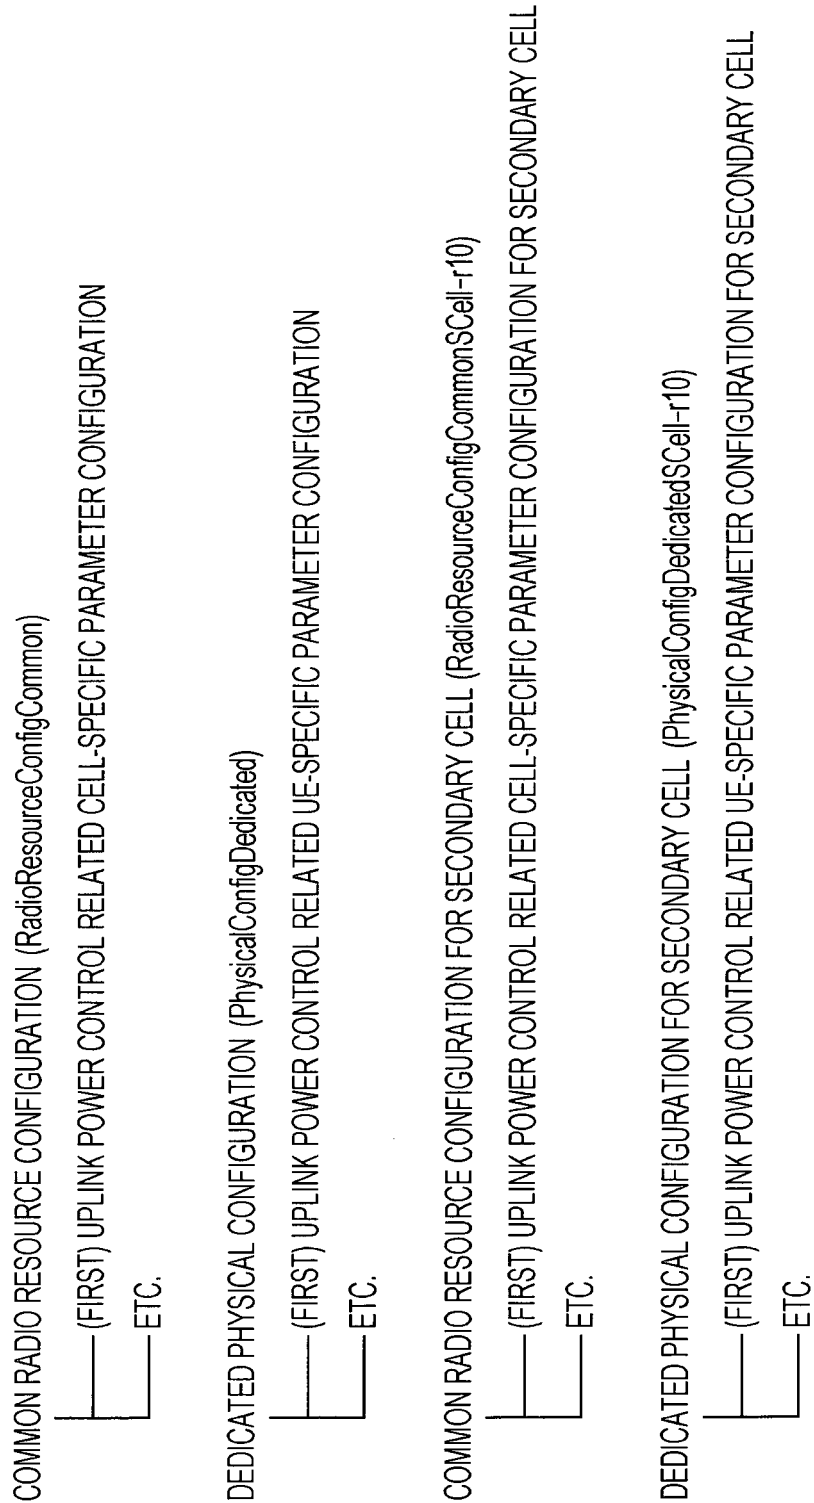 COMMON RADIO RESOURCE CONFIGURATION (RadioResourceConfigCommon)
(FIRST) UPLINK POWER CONTROL RELATED CELL-SPECIFIC PARAMETER CONFIGURATION
ETC.
DEDICATED PHYSICAL CONFIGURATION (PhysicalConfigDedicated)
(FIRST) UPLINK POWER CONTROL RELATED UE-SPECIFIC PARAMETER CONFIGURATION
ETC.
COMMON RADIO RESOURCE CONFIGURATION FOR SECONDARY CELL (RadioResourceConfigCommonSCell-r10)
(FIRST) UPLINK POWER CONTROL RELATED CELL-SPECIFIC PARAMETER CONFIGURATION FOR SECONDARY CELL
ETC.
DEDICATED PHYSICAL CONFIGURATION FOR SECONDARY CELL (PhysicalConfigDedicatedSCell-r10)
(FIRST) UPLINK POWER CONTROL RELATED UE-SPECIFIC PARAMETER CONFIGURATION FOR SECONDARY CELL
ETC.